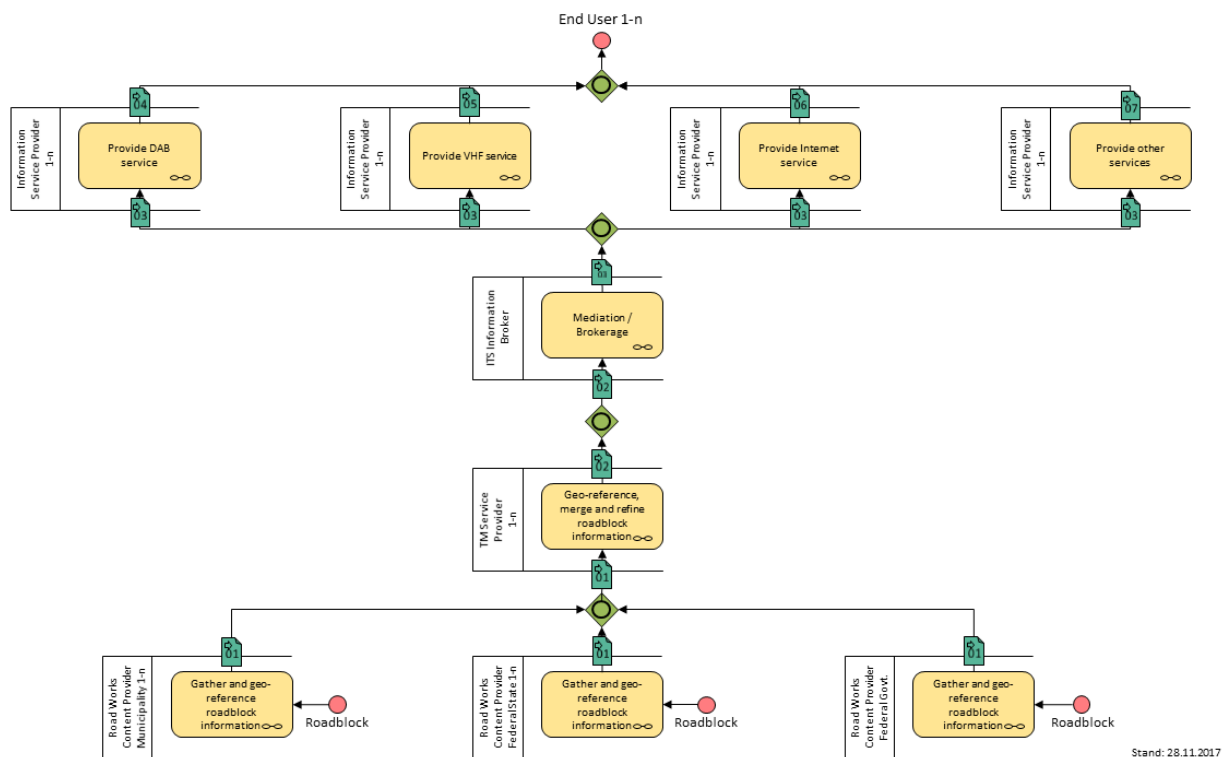 End User 1-n
04
05
06
07
Information
Service Provider
1-n
Provide DAB
service
Information
Service Provider
1-n
Provide VHF service
Information
Service Provider
1-n
Provide Internet
service
Information
Service Provider
1-n
Provide other
services
03
03
03
03
03
ITS Information
Broker
Mediation /
Brokerage
02
02
TM Service
Provider
1-n
Geo-reference,
merge and refine
roadblock
information
01
01
01
01
Road Works
Content Provider
Municipality 1-n
Gather and geo-
reference
roadblock
information
Roadblock
Road Works
Content Provider
Federal State 1-n
Gather and geo-
reference
roadblock
information
Roadblock
Road Works
Content Provider
Federal Govt.
Gather and geo-
reference
roadblock
information
Roadblock
Stand: 28.11.2017